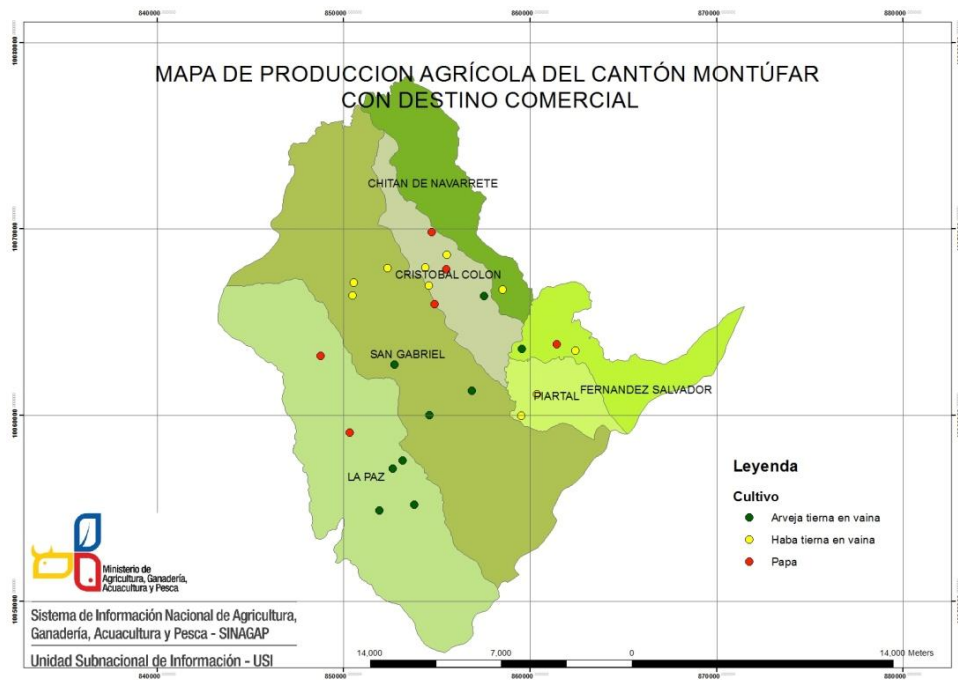 840000 850000 860000 870000 880000
MAPA DE PRODUCCION AGRÍCOLA DEL CANTÓN MONTÚFAR
CON DESTINO COMERCIAL
CHITAN DE NAVARRETE
10070000
CRISTOBAL COLON
SAN GABRIEL
FERNANDEZ SALVADOR
PIARTAL
10060000
LA PAZ
Leyenda
Cultivo
Arveja tierna en vaina
Haba tierna en vaina
Papa
Ministerio de
Agricultura, Ganadería,
Acuacultura y Pesca
10050000
Sistema de Información Nacional de Agricultura,
Ganadería, Acuacultura y Pesca - SINAGAP
Unidad Subnacional de Información - USI
14,000 7,000 0 14,000 Meters
840000 850000 860000 870000 880000